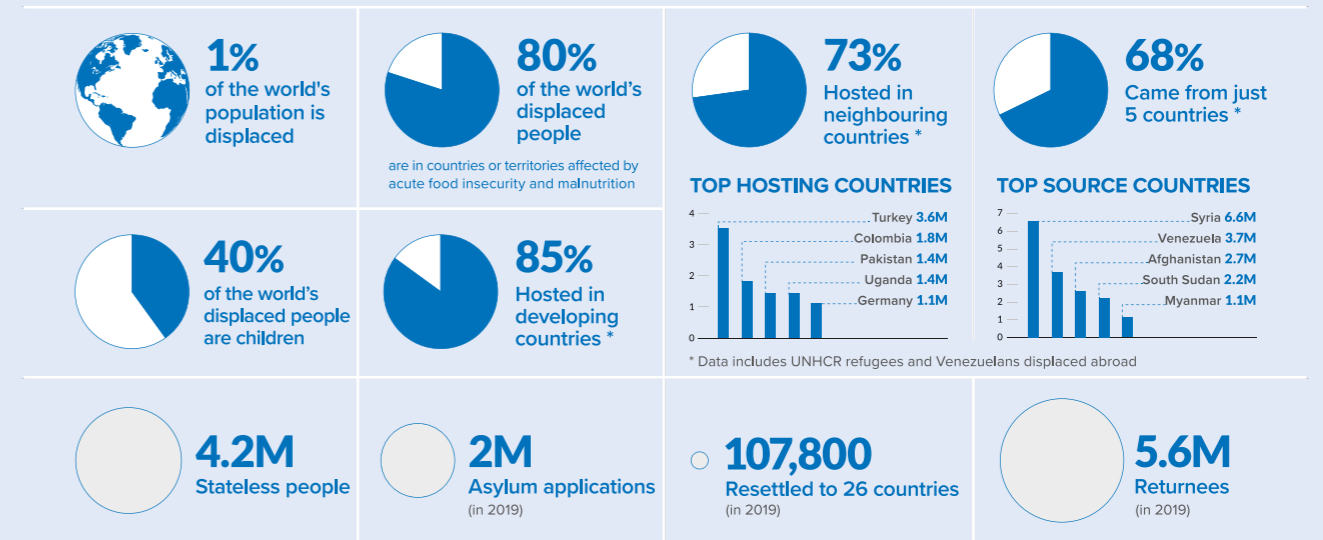 1%
of the world's
population is
displaced
80%
of the world's
displaced
people
are in countries or territories affected by
acute food insecurity and malnutrition
73%
Hosted in
neighbouring
countries *
68%
Came from just
5 countries *
40%
of the world's
displaced people
are children
85%
Hosted in
developing
countries *
TOP HOSTING COUNTRIES
4
3
2
1
0
Turkey 3.6M
Colombia 1.8M
Pakistan 1.4M
Uganda 1.4M
Germany 1.1M
TOP SOURCE COUNTRIES
7
6
5
4
3
2
1
0
Syria 6.6M
Venezuela 3.7M
Afghanistan 2.7M
South Sudan 2.2M
Myanmar 1.1M
* Data includes UNHCR refugees and Venezuelans displaced abroad
4.2M
Stateless people
2M
Asylum applications
(in 2019)
107,800
Resettled to 26 countries
(in 2019)
5.6M
Returnees
(in 2019)